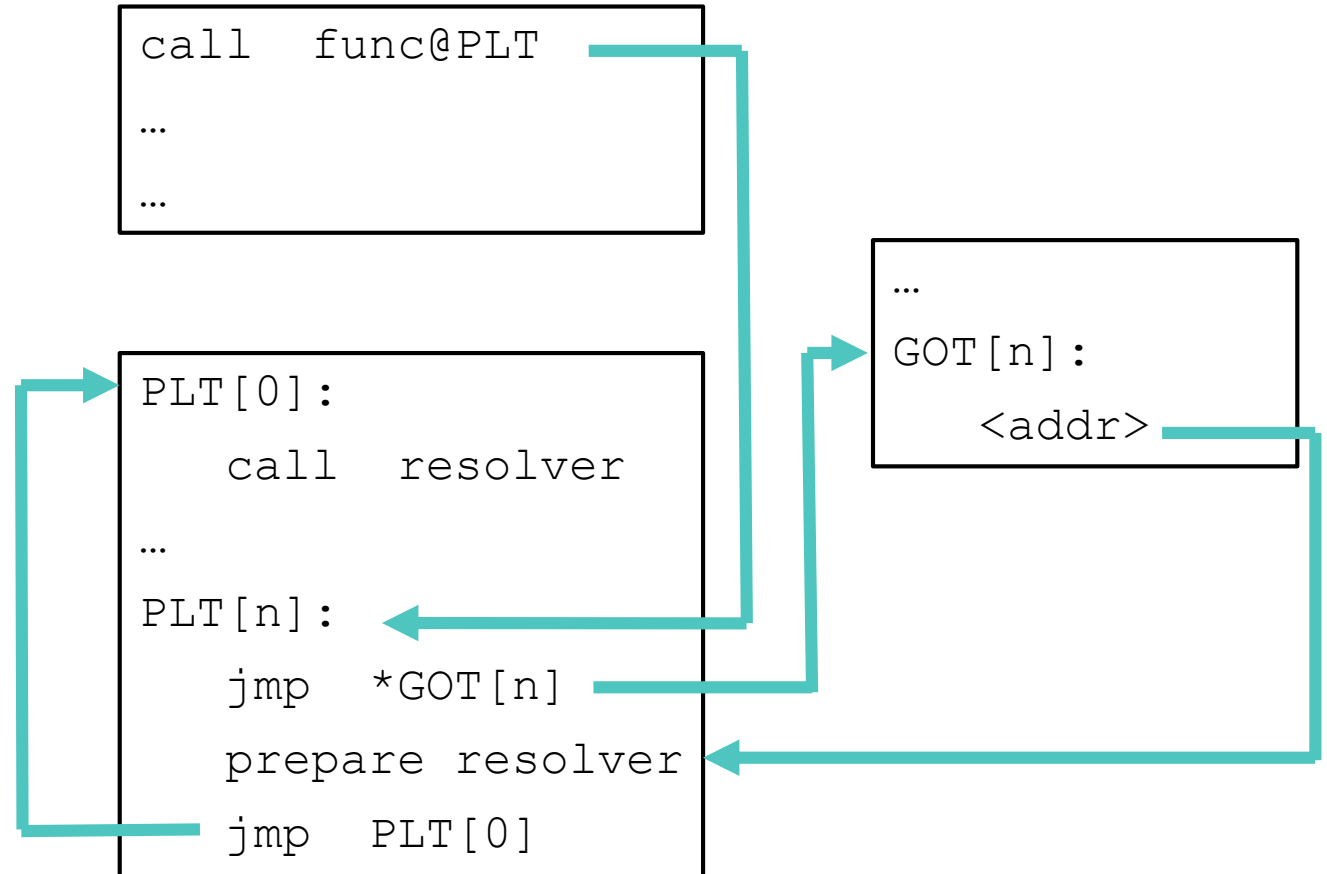 call func@PLT
…
…
…
GOT[n]:
<addr>
PLT[0]:
call resolver
…
PLT[n]:
jmp *GOT[n]
prepare resolver
jmp PLT[0]